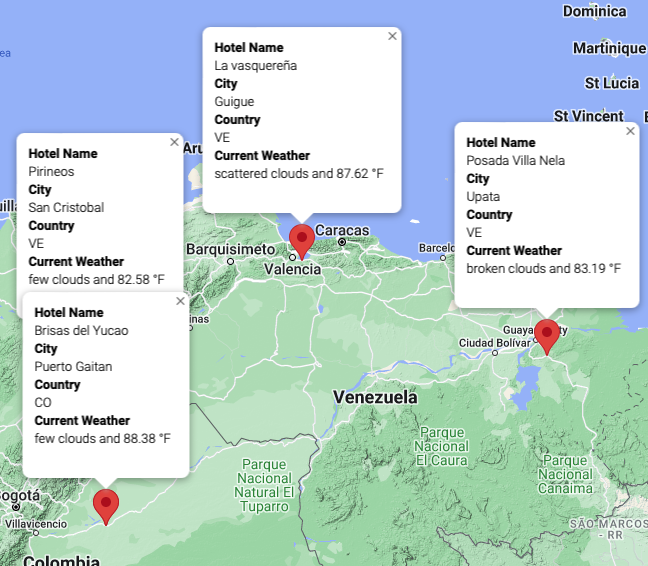 Dominica
Martinique
St Lucia
St Vincent
ea
Hotel Name
La vasquereña
City
Guigue
Country
VE
Current Weather
scattered clouds and 87.62 °F
Hotel Name
Posada Villa Nela
City
Upata
Country
VE
Current Weather
broken clouds and 83.19 °F
Hotel Name
Pirineos
City
San Cristobal
Country
VE
Current Weather
few clouds and 82.58 °F
Aru
Caracas
Barquisimeto
Valencia
Barcelo
Hotel Name
Brisas del Yucao
City
Puerto Gaitan
Country
CO
Current Weather
few clouds and 88.38 °F
inas
Ciudad Bolívar
Venezuela
Parque
Nacional
El Caura
Parque
Nacional
Canaima
Parque
Nacional
Natural El
Tuparro
ogotá
Villavicencio
Colombia
SÃO MARCOS
- RR